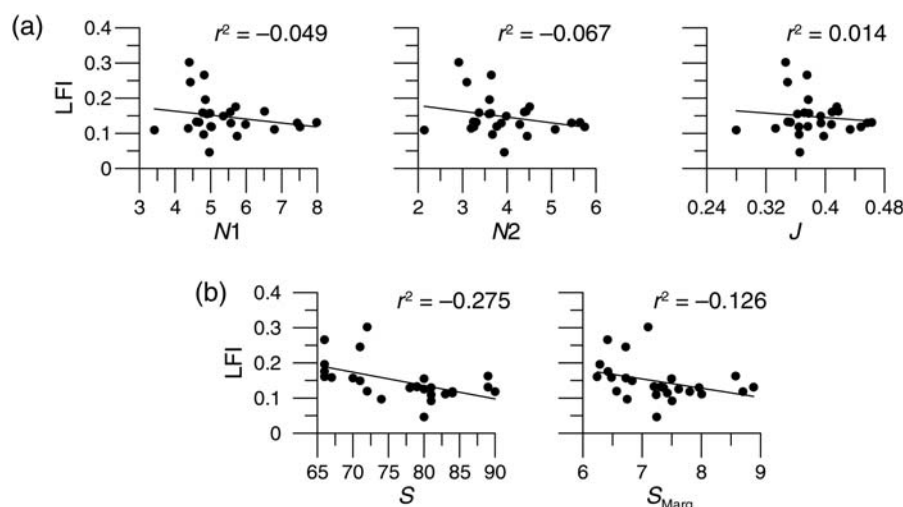 (a)
LFI
0.4
0.3
0.2
0.1
0
r² = −0.049
3 4 5 6 7 8
N1
r² = −0.067
2 3 4 5 6
N2
r² = 0.014
0.24 0.32 0.4 0.48
J
(b)
LFI
0.4
0.3
0.2
0.1
0
r² = −0.275
65 70 75 80 85 90
S
r² = −0.126
6 7 8 9
S Marg